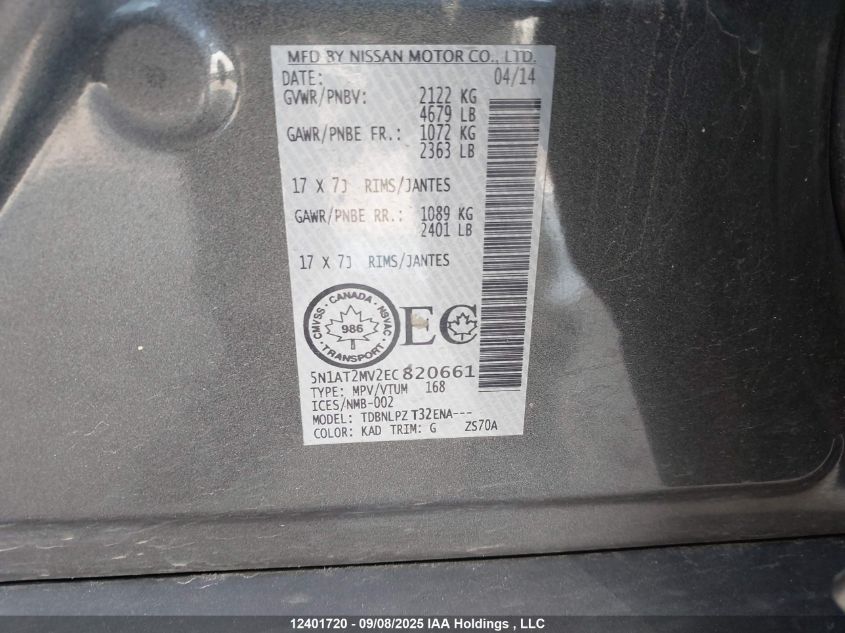 MFD BY NISSAN MOTOR CO., LTD.
DATE: 04/14
GVWR/PNBV: 2122 KG
4679 LB
GAWR/PNBE FR.: 1072 KG
2363 LB
17 X 7J RIMS/JANTES
GAWR/PNBE RR.: 1089 KG
2401 LB
17 X 7J RIMS/JANTES
CMVSS · CANADA · NSVAC · TRANSPORT ·
986
EC
5N1AT2MV2EC820661
TYPE: MPV/VTUM 168
ICES/NMB-002
MODEL: TDBNLPZ T32ENA---
COLOR: KAD TRIM: G ZS70A
12401720 - 09/08/2025 IAA Holdings , LLC